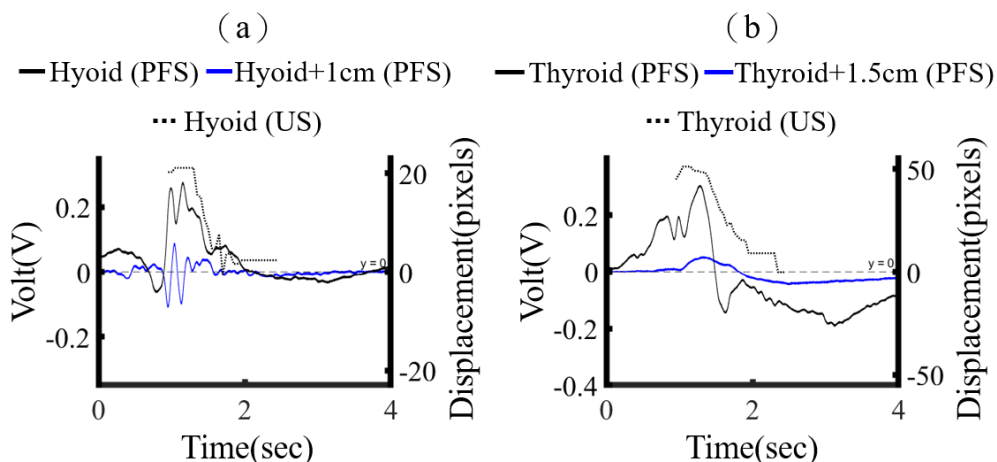 (a)
Hyoid (PFS) Hyoid+1cm (PFS)
Hyoid (US)
Volt(V)
0.2
0
-0.2
20
0
-20
Displacement(pixels)
y = 0
0 2 4
Time(sec)
(b)
Thyroid (PFS) Thyroid+1.5cm (PFS)
Thyroid (US)
Volt(V)
0.2
0
-0.2
-0.4
50
0
-50
Displacement(pixels)
y = 0
0 2 4
Time(sec)